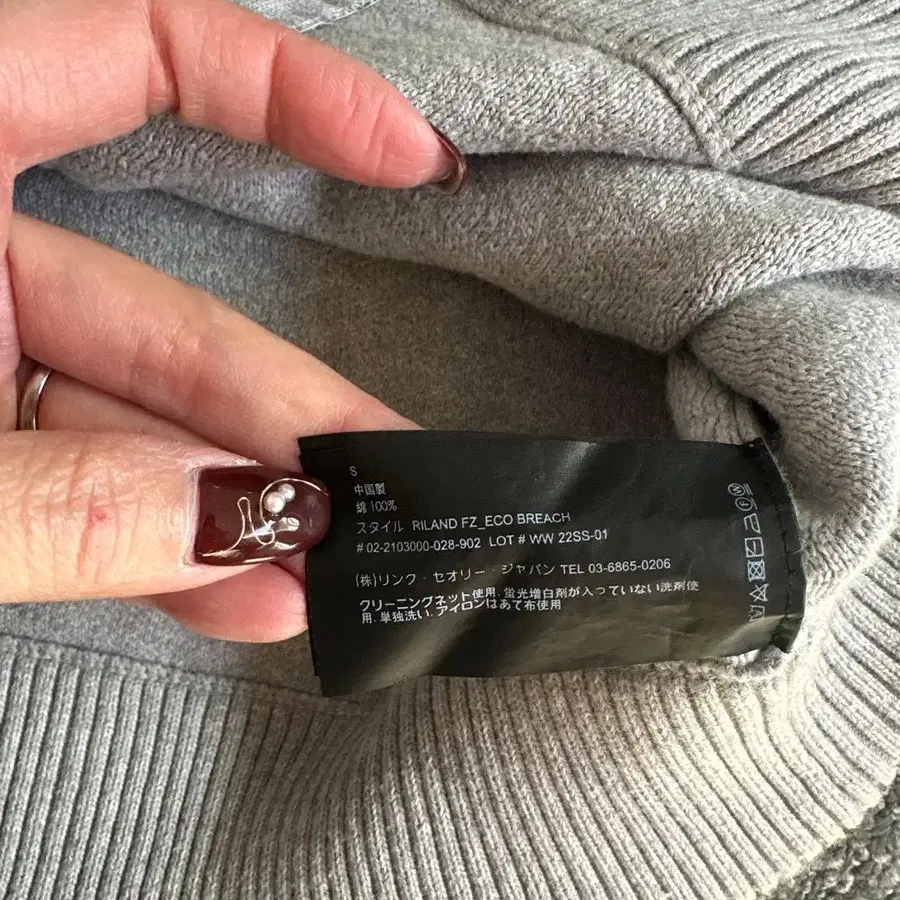 S
中国製
綿 100%
スタイル RILAND FZ_ECO BREACH
# 02-2103000-028-902 LOT # WW 22SS-01
(株)リンク・セオリー・ジャパン TEL 03-6865-0206
クリーニングネット使用. 蛍光増白剤が入っていない洗剤使
用. 単独洗い. アイロンはあて布使用